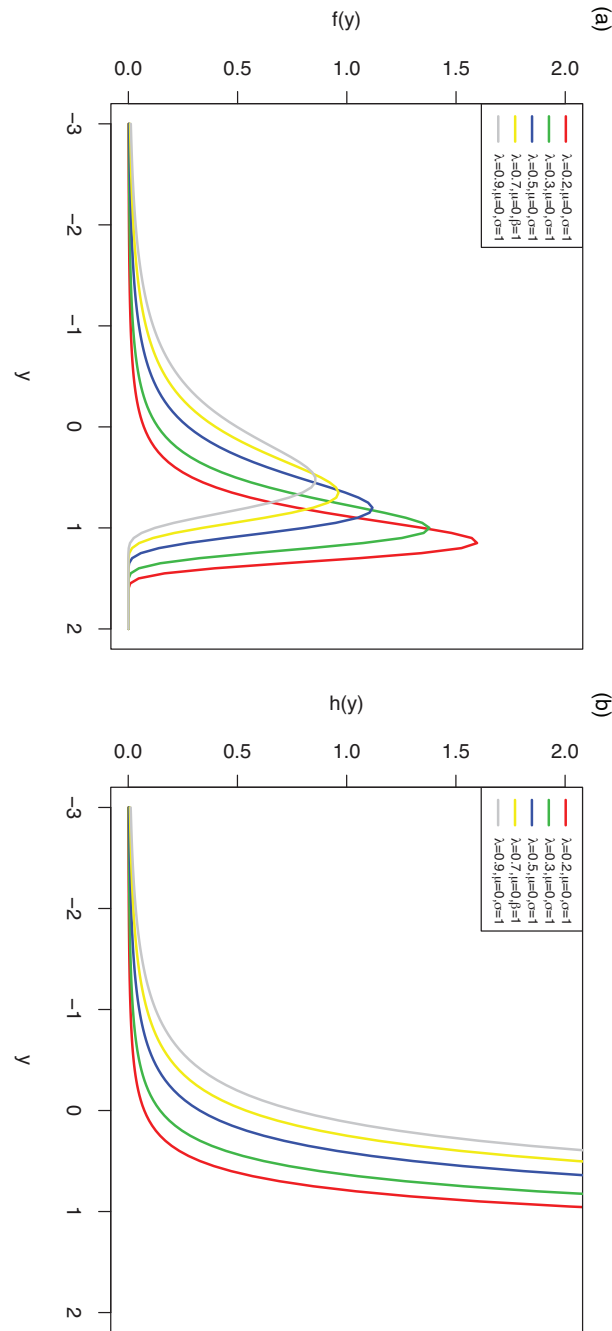 (a)
f(y)
2.0
1.5
1.0
0.5
0.0
λ=0.2,μ=0,σ=1
λ=0.3,μ=0,σ=1
λ=0.5,μ=0,σ=1
λ=0.7,μ=0,β=1
λ=0.9,μ=0,σ=1
−3
−2
−1
0
1
2
y
(b)
h(y)
2.0
1.5
1.0
0.5
0.0
λ=0.2,μ=0,σ=1
λ=0.3,μ=0,σ=1
λ=0.5,μ=0,σ=1
λ=0.7,μ=0,β=1
λ=0.9,μ=0,σ=1
−3
−2
−1
0
1
2
y